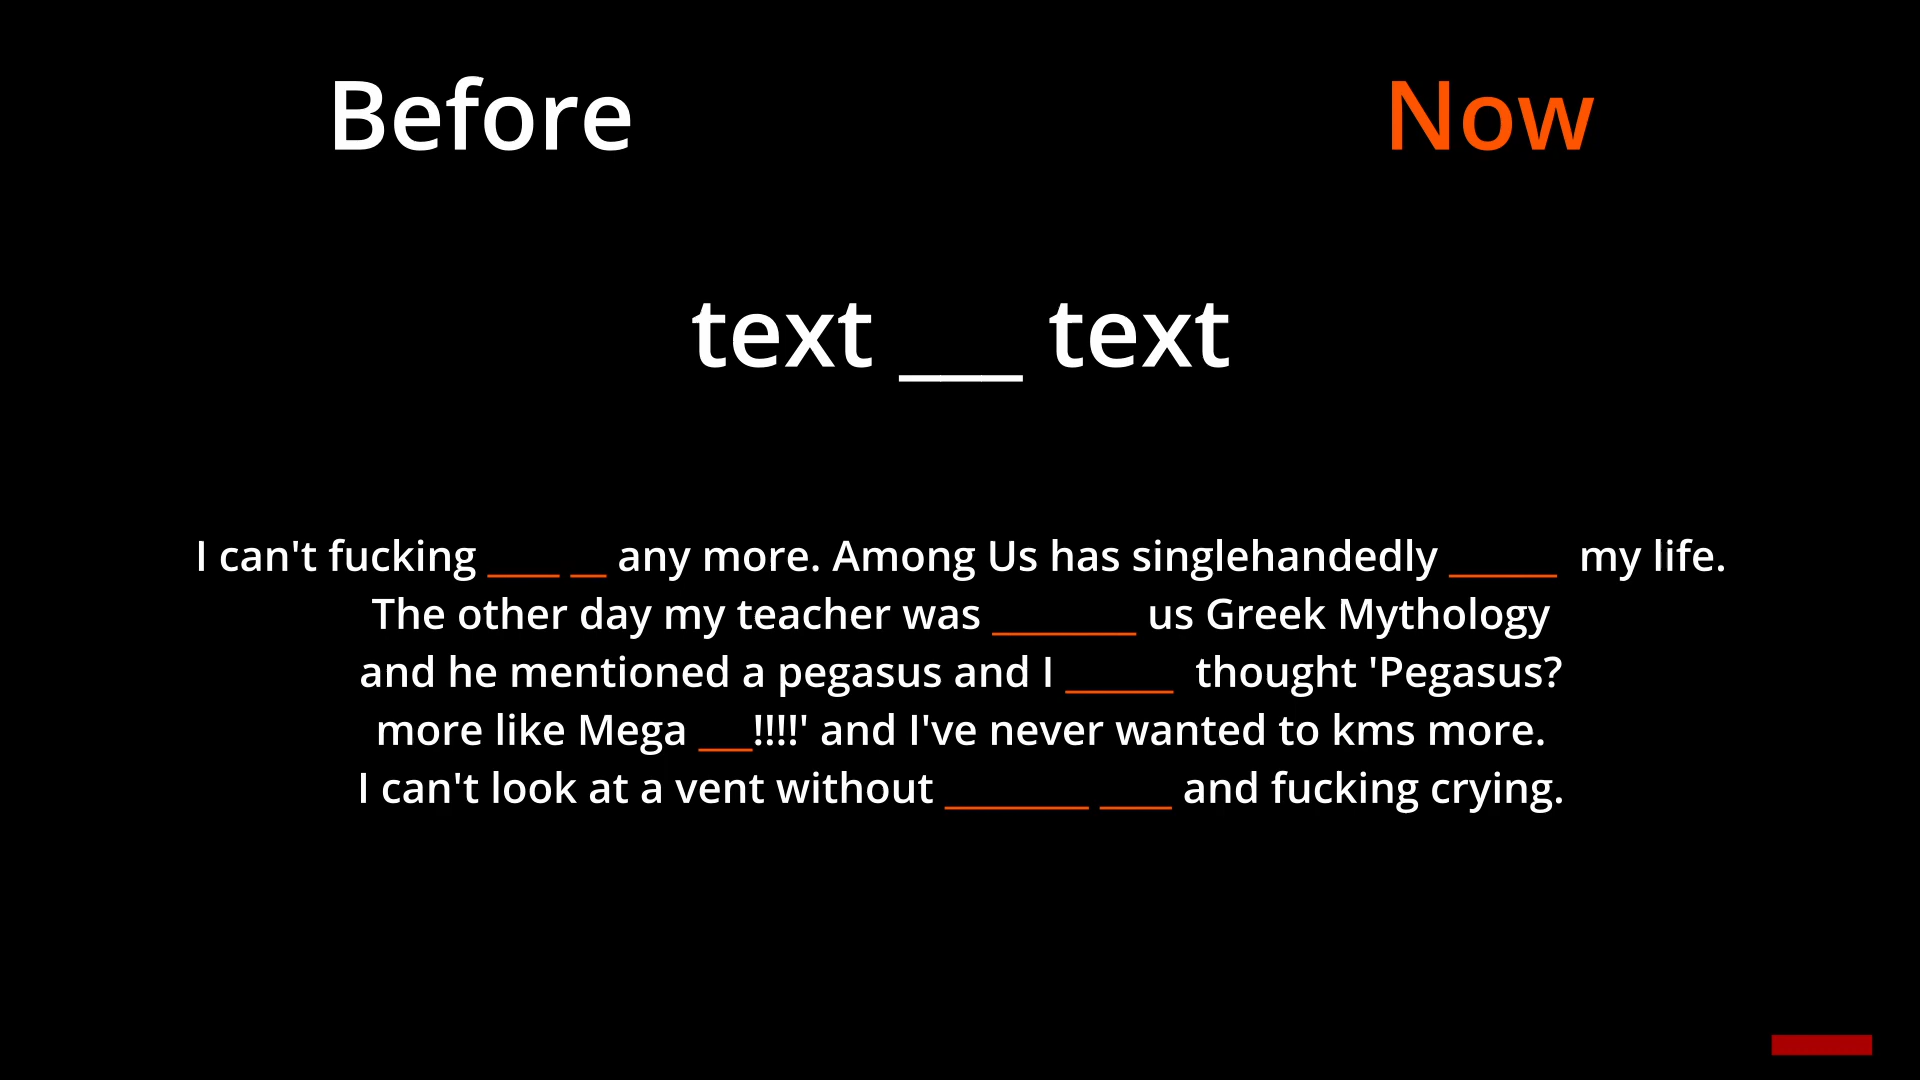 Before
Now
text ___ text
I can't fucking ____ __ any more. Among Us has singlehandedly ______  my life.
The other day my teacher was ________ us Greek Mythology
and he mentioned a pegasus and I ______  thought 'Pegasus?
more like Mega ___!!!!' and I've never wanted to kms more.
I can't look at a vent without ________ ____ and fucking crying.